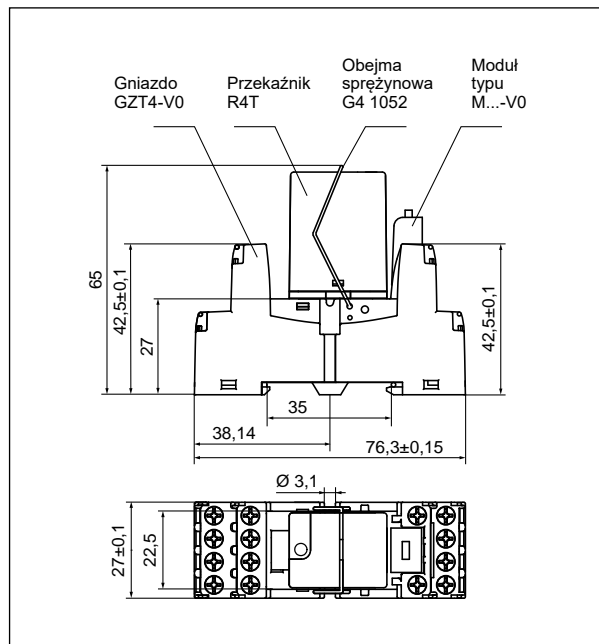 Gniazdo
GZT4-V0
Przekaźnik
R4T
Obejma
sprężynowa
G4 1052
Moduł
typu
M...-V0
65
42,5±0,1
27
42,5±0,1
35
38,14
76,3±0,15
Ø 3,1
27±0,1
22,5